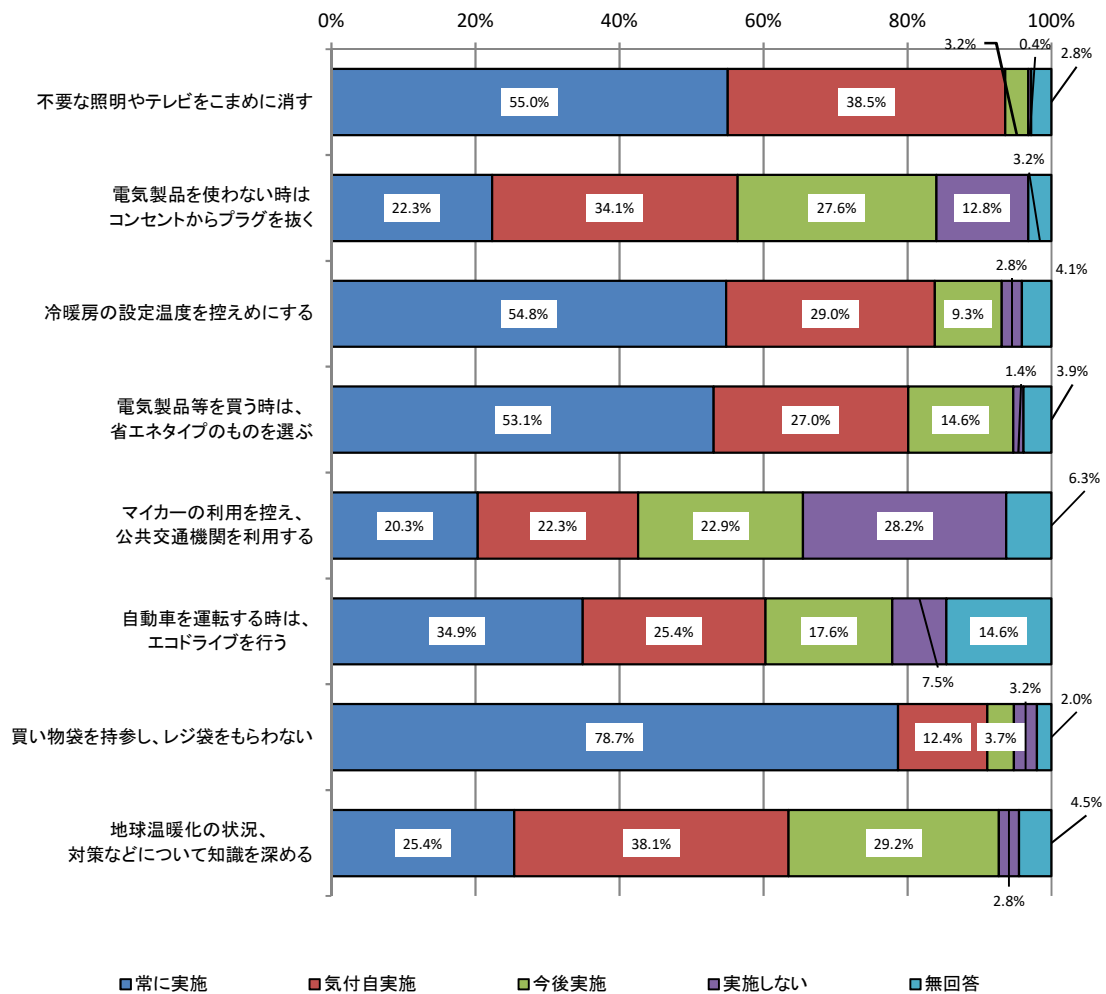 0% 20% 40% 60% 80% 100%
3.2% 0.4% 2.8%
不要な照明やテレビをこまめに消す
55.0% 38.5%
3.2%
電気製品を使わない時は
コンセントからプラグを抜く
22.3% 34.1% 27.6% 12.8%
2.8% 4.1%
冷暖房の設定温度を控えめにする
54.8% 29.0% 9.3%
1.4% 3.9%
電気製品等を買う時は、
省エネタイプのものを選ぶ
53.1% 27.0% 14.6%
6.3%
マイカーの利用を控え、
公共交通機関を利用する
20.3% 22.3% 22.9% 28.2%
自動車を運転する時は、
エコドライブを行う
34.9% 25.4% 17.6% 14.6%
7.5% 3.2% 2.0%
買い物袋を持参し、レジ袋をもらわない
78.7% 12.4% 3.7%
4.5%
地球温暖化の状況、
対策などについて知識を深める
25.4% 38.1% 29.2%
2.8%
常に実施 気付自実施 今後実施 実施しない 無回答